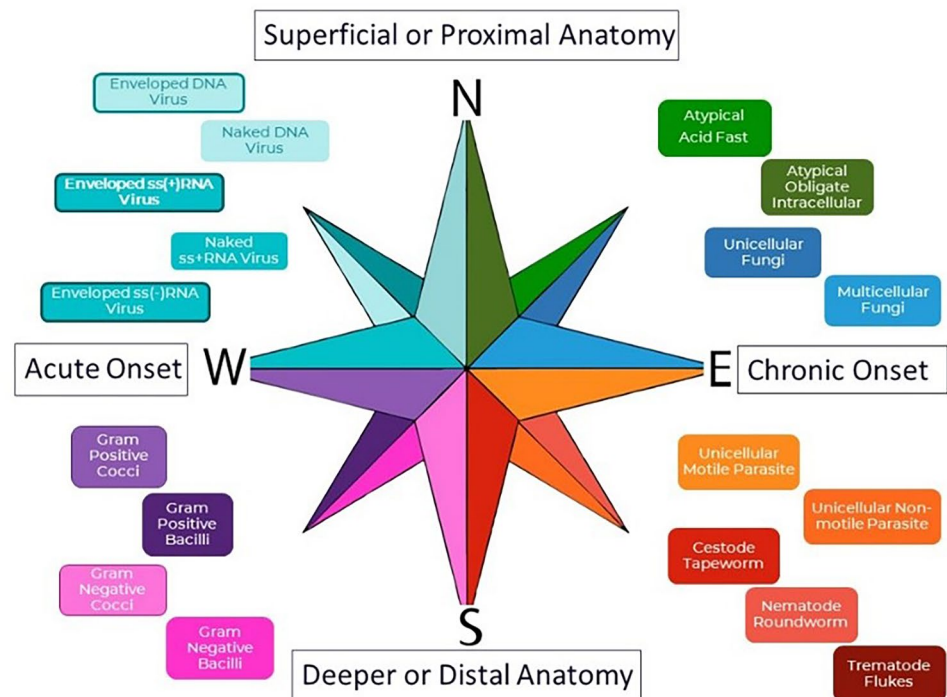 Superficial or Proximal Anatomy
N
Enveloped DNA
Virus
Naked DNA
Virus
Enveloped ss(+)RNA
Virus
Naked
ss+RNA Virus
Enveloped ss(-)RNA
Virus
Atypical
Acid Fast
Atypical
Obligate
Intracellular
Unicellular
Fungi
Multicellular
Fungi
Acute Onset
W
E
Chronic Onset
Gram
Positive
Cocci
Gram
Positive
Bacilli
Gram
Negative
Cocci
Gram
Negative
Bacilli
Unicellular
Motile Parasite
Unicellular Non-
motile Parasite
Cestode
Tapeworm
Nematode
Roundworm
Trematode
Flukes
S
Deeper or Distal Anatomy